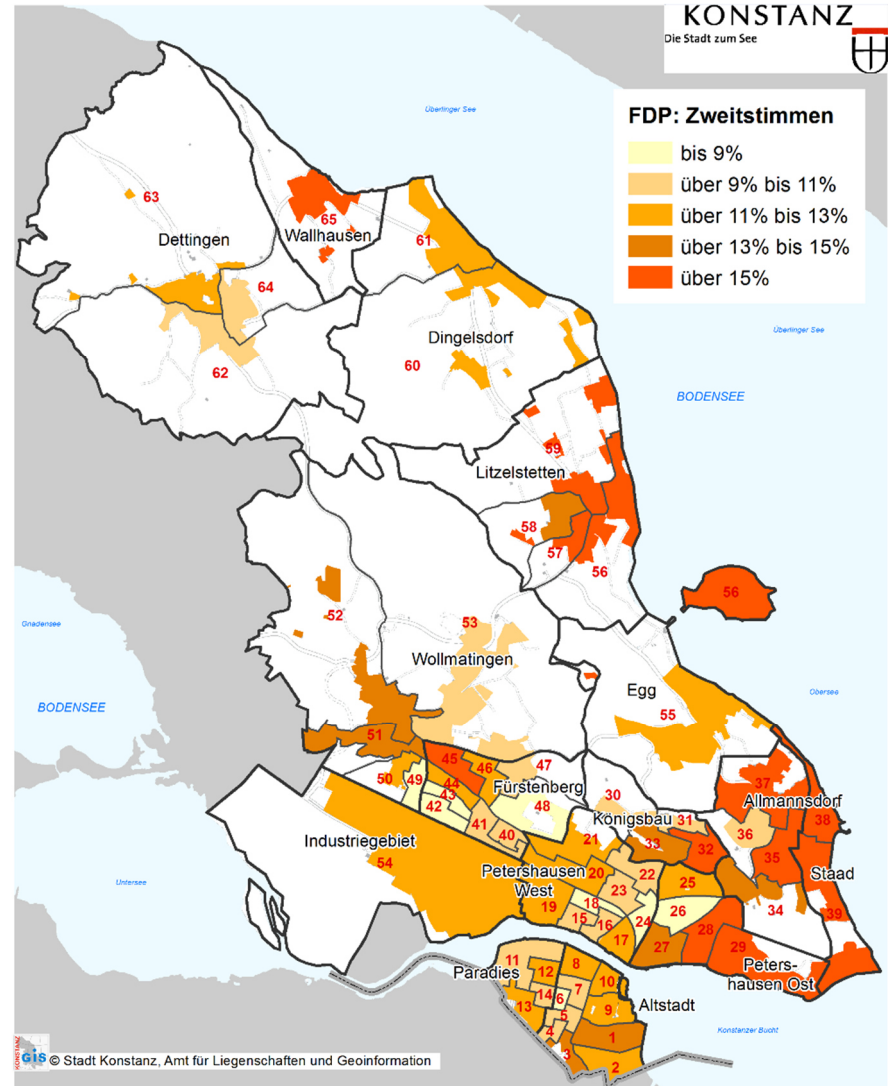 KONSTANZ
Die Stadt zum See
FDP: Zweitstimmen
bis 9%
über 9% bis 11%
über 11% bis 13%
über 13% bis 15%
über 15%
Überlinger See
63
65
Wallhausen
61
Dettingen
64
Überlinger See
Dingelsdorf
60
62
BODENSEE
59
Litzelstetten
58
57
56
56
52
53
Gnadensee
Wollmatingen
Egg
Obersee
55
BODENSEE
51
45
46
47
50
49
44
37
43
Fürstenberg
30
Allmannsdorf
42
48
31
38
Königsbau
36
41
40
21
33
32
35
Industriegebiet
54
Petershausen
West
20
22
Staad
25
23
Untersee
19
18
34
39
15
16
24
26
17
28
27
29
Peters-
hausen Ost
11
8
Paradies
12
10
7
14
6
13
9
Altstadt
5
4
1
Konstanzer Bucht
3
2
KONSTANZ
GIS
© Stadt Konstanz, Amt für Liegenschaften und Geoinformation